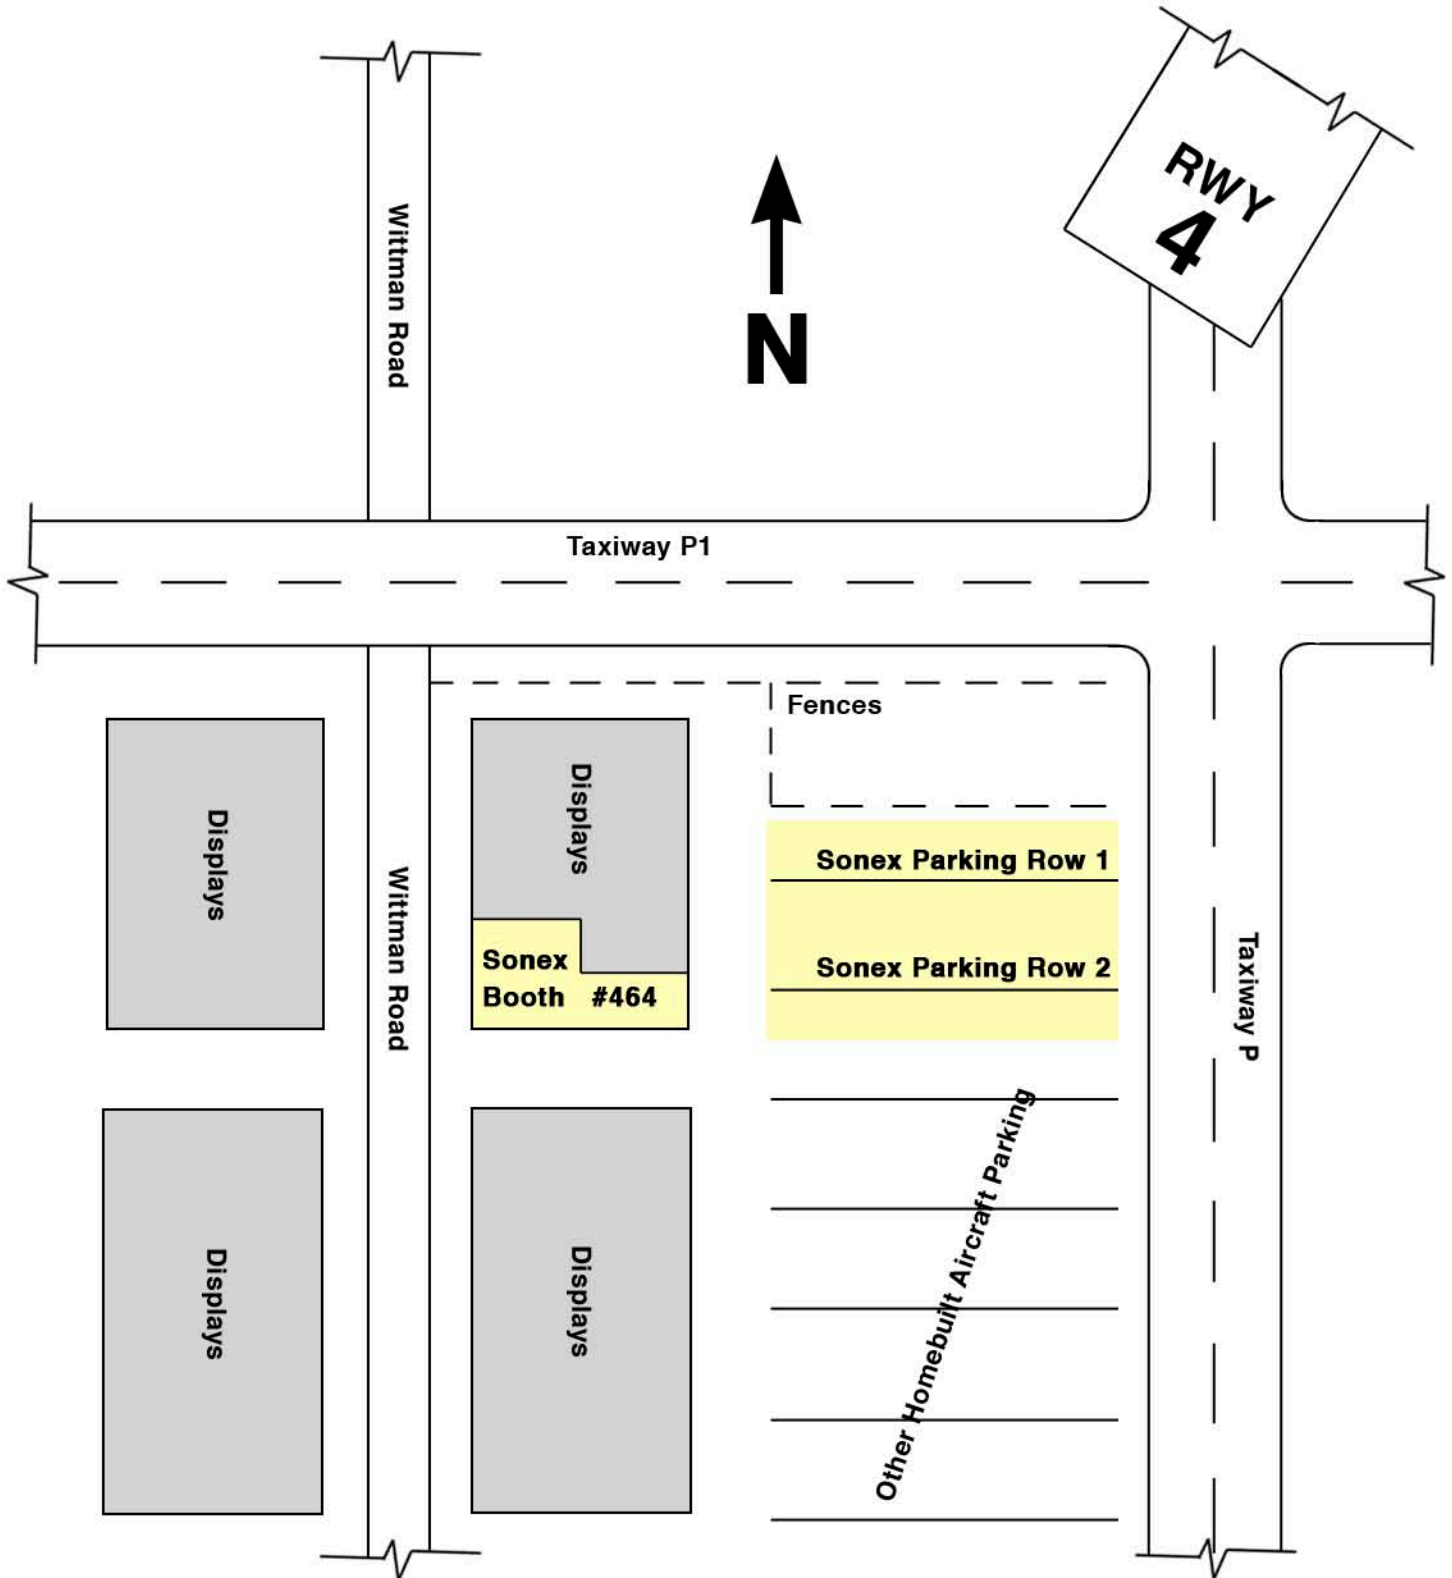 RWY
4
Wittman Road
N
Taxiway P1
Fences
Displays
Displays
Sonex Parking Row 1
Wittman Road
Sonex
Booth #464
Sonex Parking Row 2
Taxiway P
Other Homebuilt Aircraft Parking
Displays
Displays